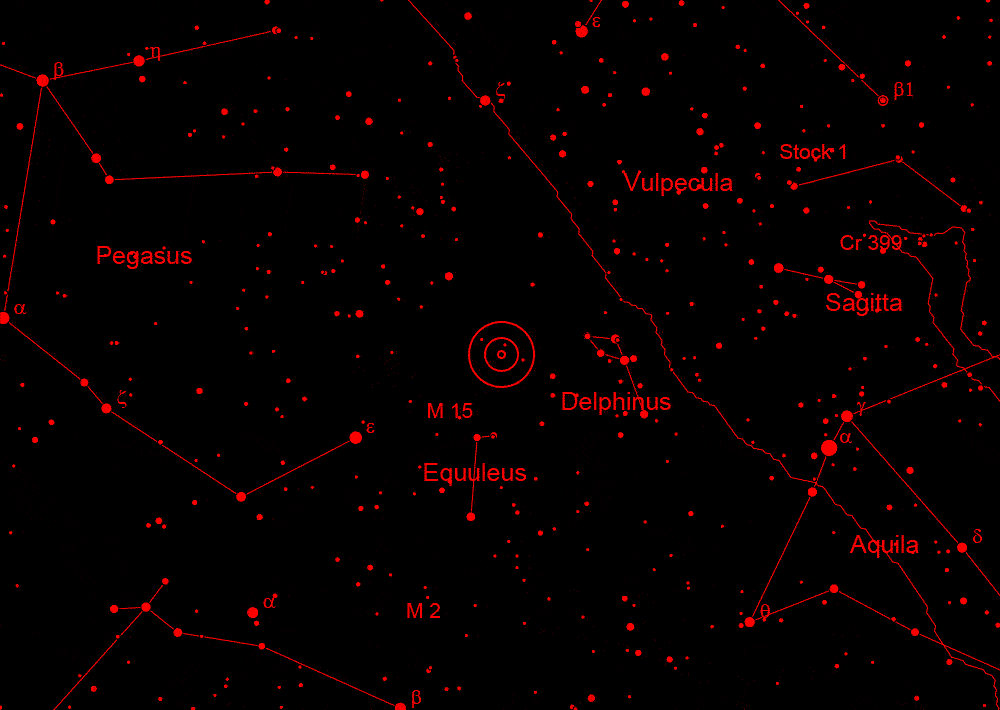 ε
β
η
ζ
β1
Stock 1
Vulpecula
Cr 399
Pegasus
Sagitta
α
ζ
Delphinus
M 15
γ
ε
α
Equuleus
Aquila
δ
α
M 2
θ
β